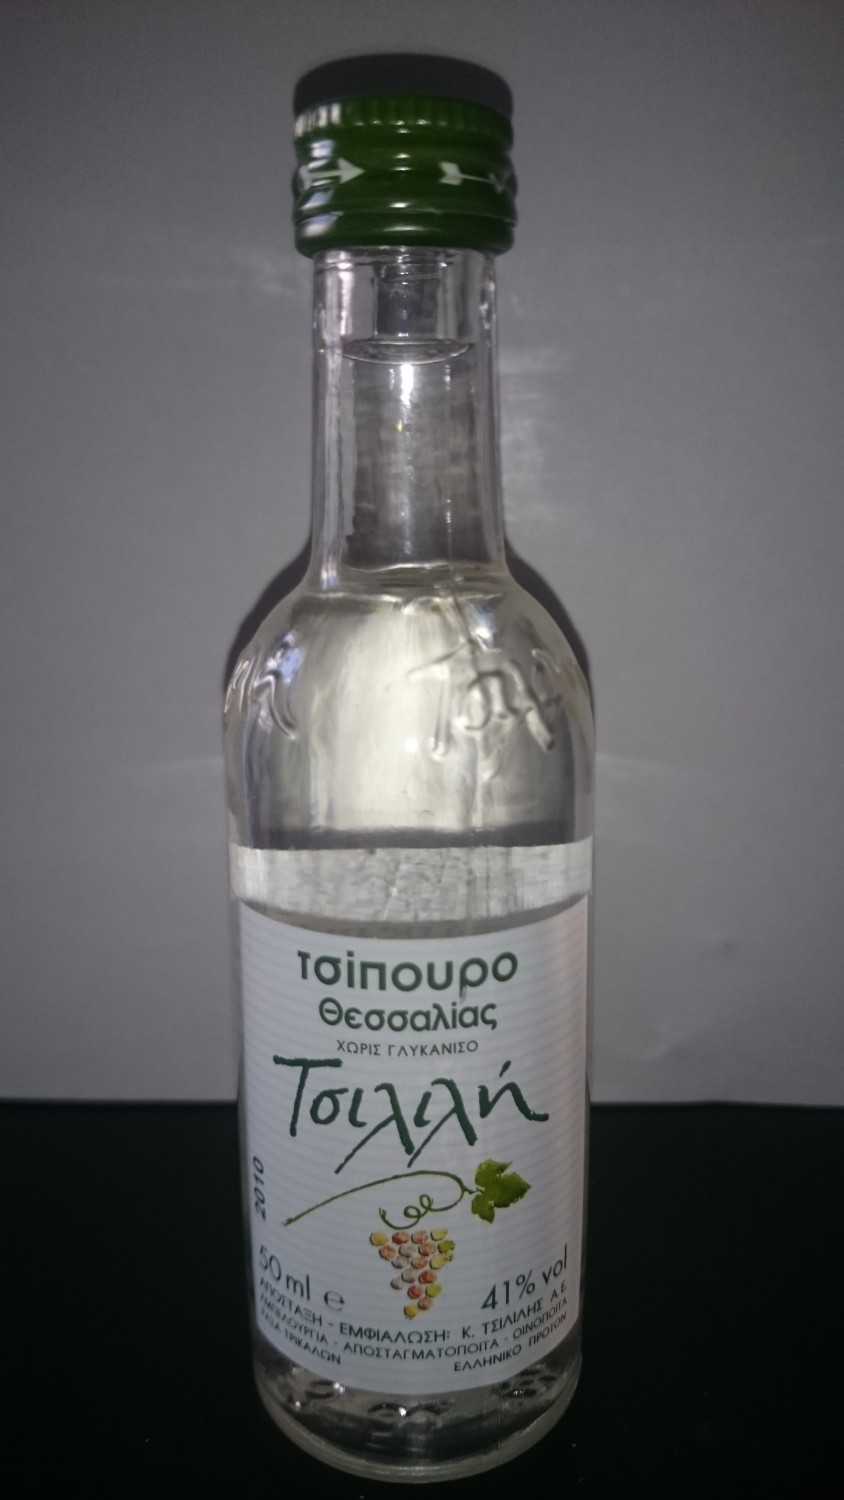 τσίπουρο
Θεσσαλίας
ΧΩΡΙΣ ΓΛΥΚΑΝΙΣΟ
Τσιλιλή
2010
50 ml e
41% vol
ΑΠΟΣΤΑΞΗ - ΕΜΦΙΑΛΩΣΗ: Κ. ΤΣΙΛΙΛΗΣ Α.Ε.
ΑΜΠΕΛΟΥΡΓΙΑ - ΑΠΟΣΤΑΓΜΑΤΟΠΟΙΙΑ - ΟΙΝΟΠΟΙΙΑ
ΡΑΞΑ ΤΡΙΚΑΛΩΝ
ΕΛΛΗΝΙΚΟ ΠΡΟΪΟΝ